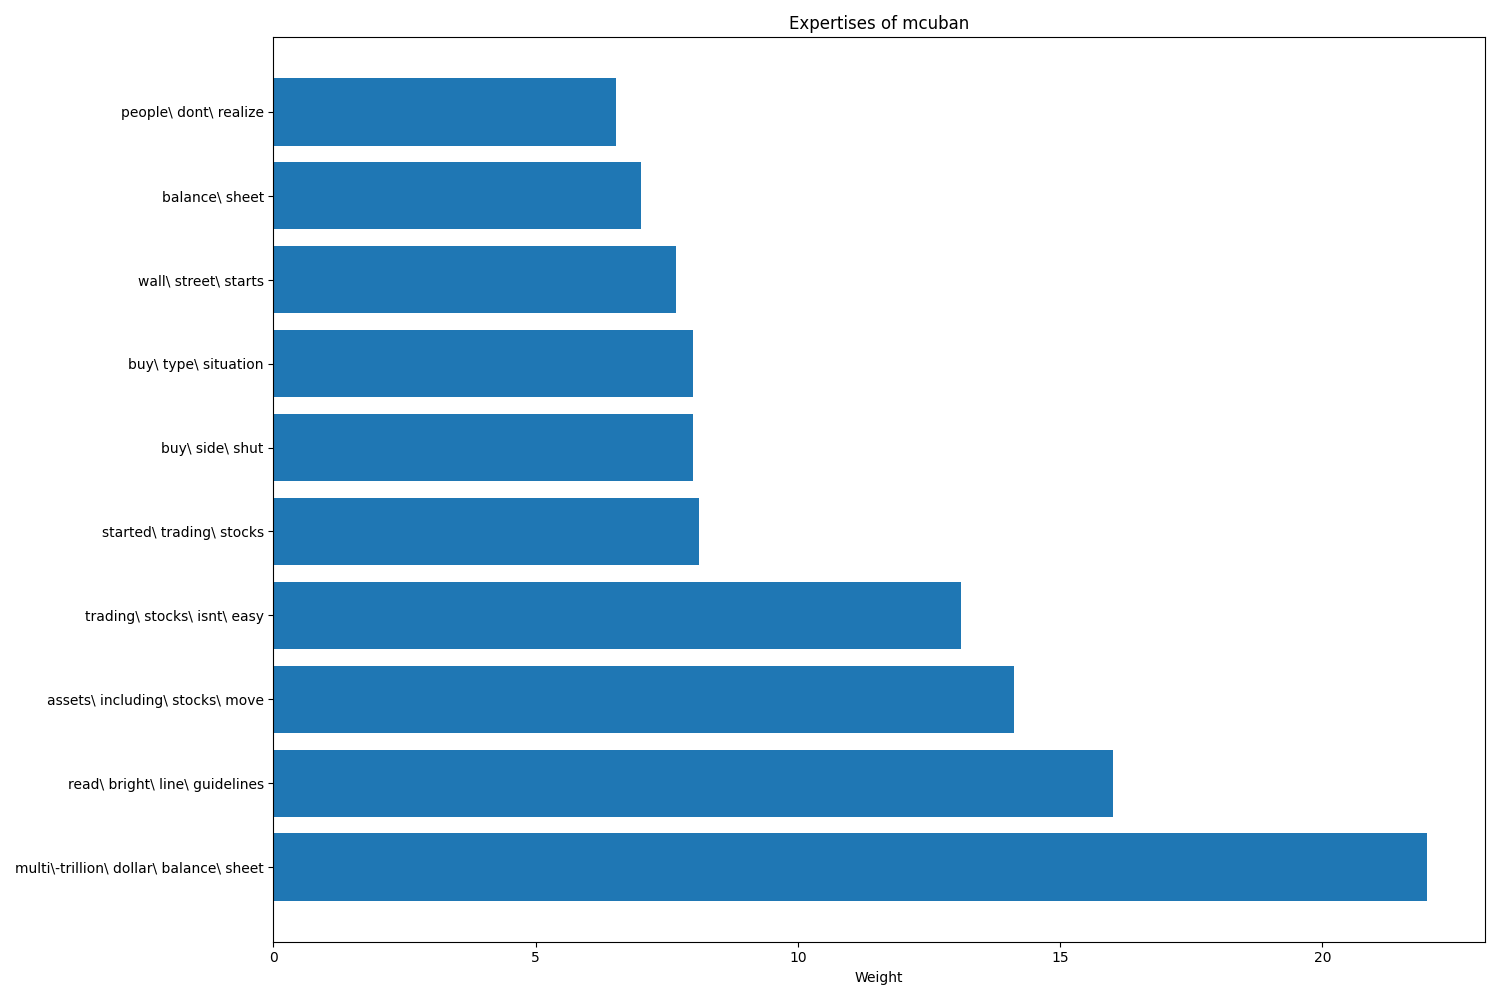 Expertises of mcuban
people\ dont\ realize
balance\ sheet
wall\ street\ starts
buy\ type\ situation
buy\ side\ shut
started\ trading\ stocks
trading\ stocks\ isnt\ easy
assets\ including\ stocks\ move
read\ bright\ line\ guidelines
multi\-trillion\ dollar\ balance\ sheet
0 5 10 15 20
Weight